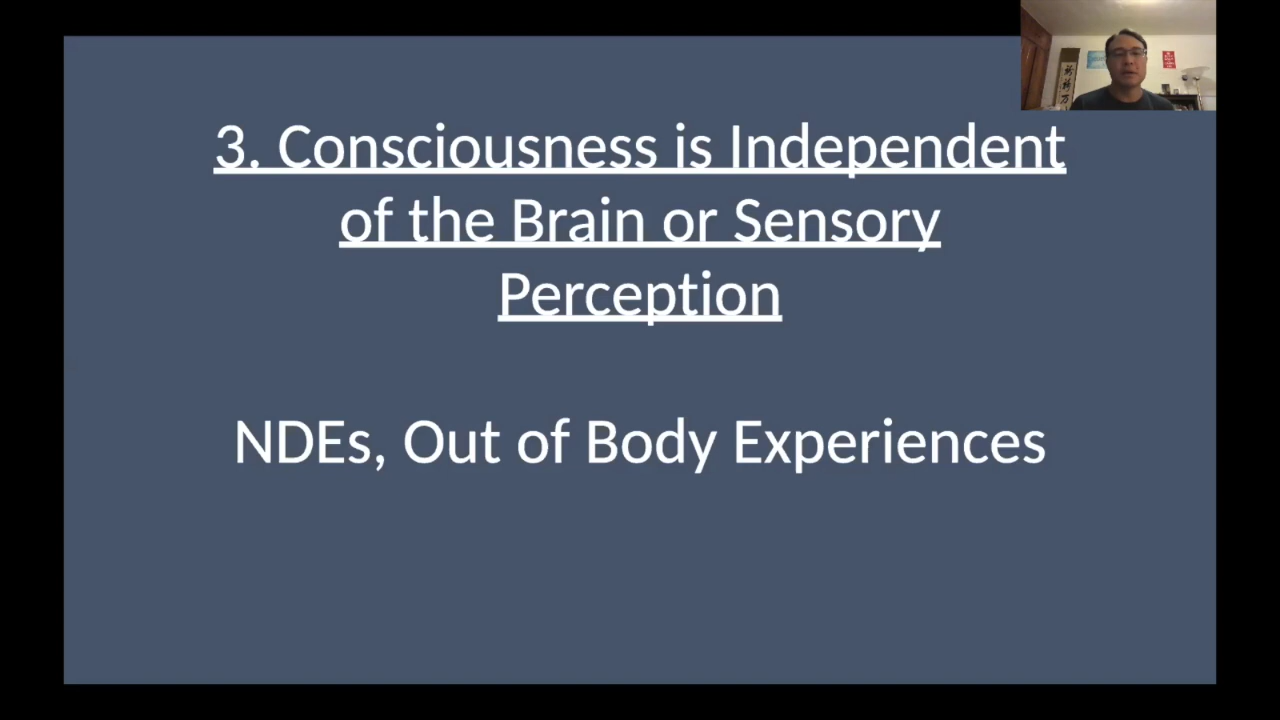 3. Consciousness is Independent
of the Brain or Sensory
Perception
NDEs, Out of Body Experiences